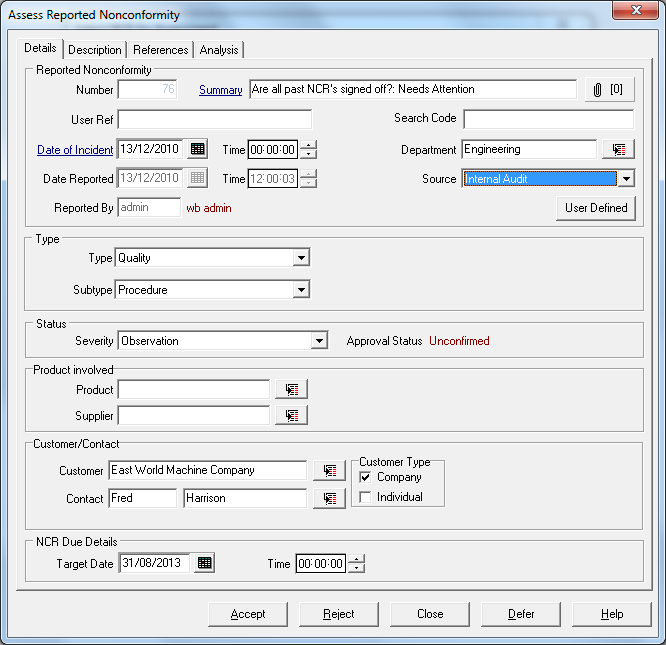 Assess Reported Nonconformity
Details Description References Analysis
Reported Nonconformity
Number 76 Summary Are all past NCR's signed off?: Needs Attention [0]
User Ref Search Code
Date of Incident 13/12/2010 Time 00:00:00 Department Engineering
Date Reported 13/12/2010 Time 12:00:03 Source Internal Audit
Reported By admin wb admin User Defined
Type
Type Quality
Subtype Procedure
Status
Severity Observation Approval Status Unconfirmed
Product involved
Product
Supplier
Customer/Contact
Customer East World Machine Company Customer Type
Company
Contact Fred Harrison Individual
NCR Due Details
Target Date 31/08/2013 Time 00:00:00
Accept Reject Close Defer Help